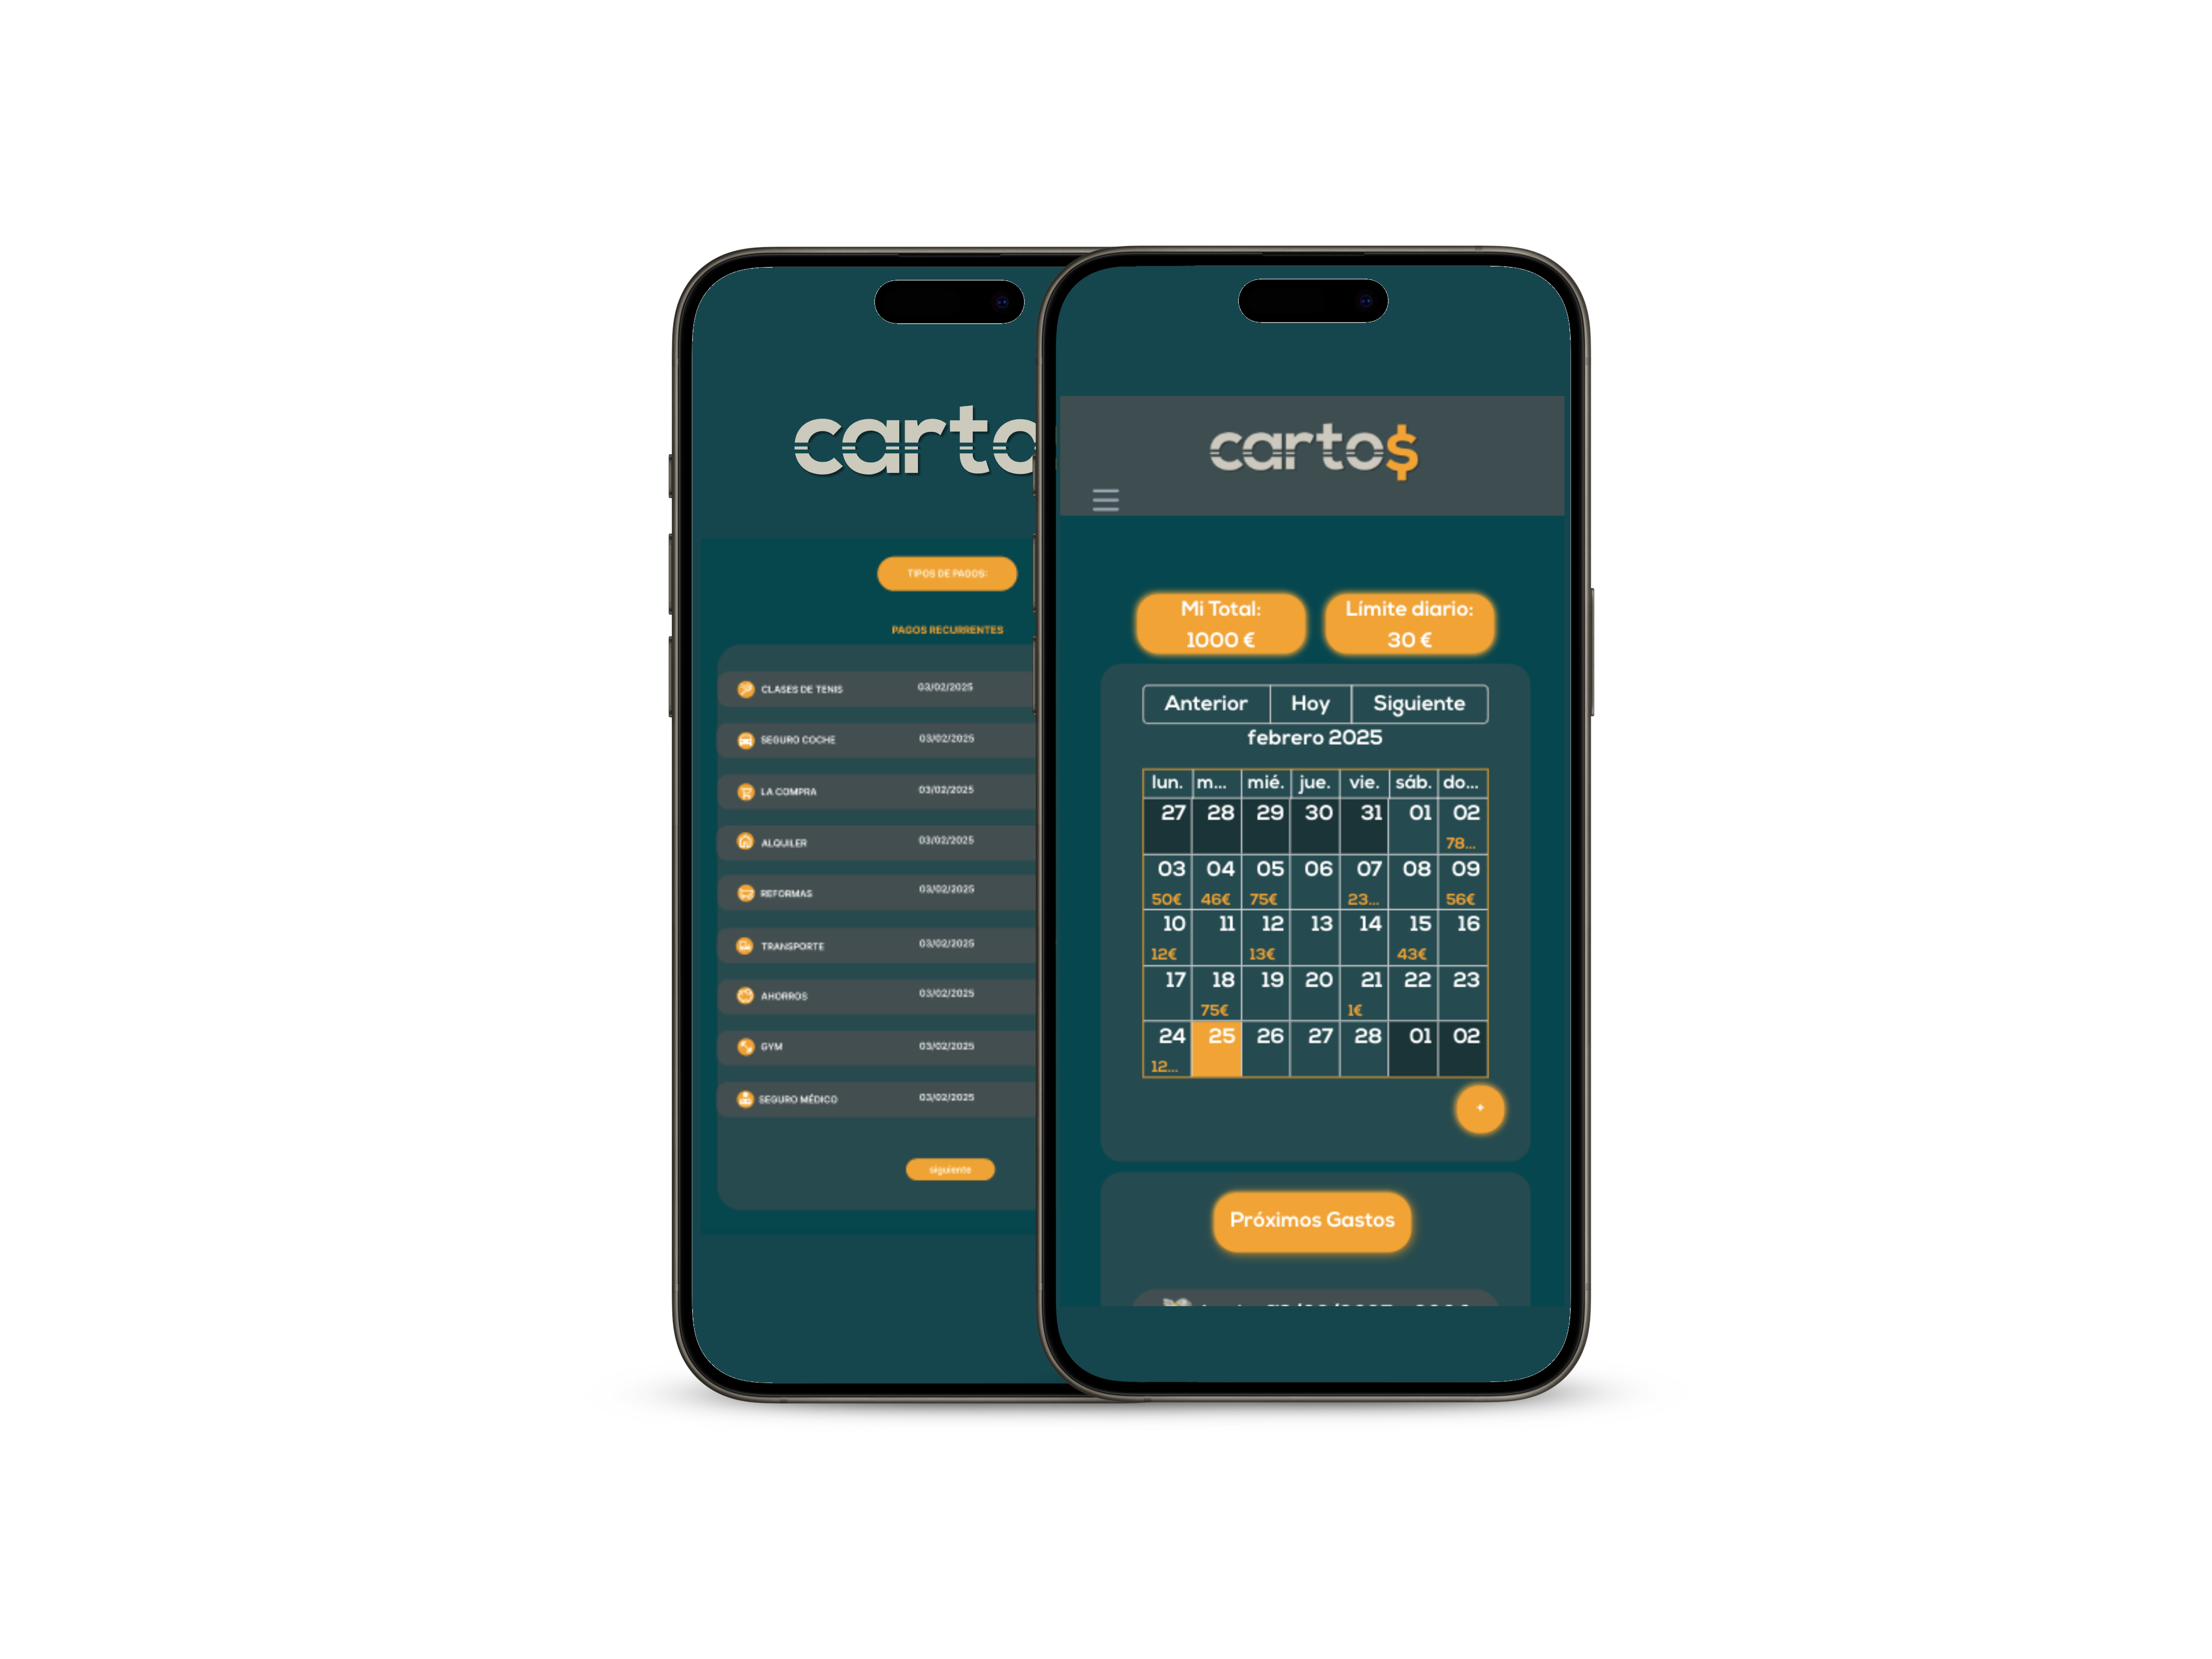 carto
TIPOS DE PAGOS:
PAGOS RECURRENTES
CLASES DE TENIS 03/02/2025
SEGURO COCHE 03/02/2025
LA COMPRA 03/02/2025
ALQUILER 03/02/2025
REFORMAS 03/02/2025
TRANSPORTE 03/02/2025
AHORROS 03/02/2025
GYM 03/02/2025
SEGURO MÉDICO 03/02/2025
siguiente
carto$
Mi Total:
1000 €
Límite diario:
30 €
Anterior Hoy Siguiente
febrero 2025
lun. m... mié. jue. vie. sáb. do...
27 28 29 30 31 01 02
78...
03 04 05 06 07 08 09
50€ 46€ 75€ 23... 56€
10 11 12 13 14 15 16
12€ 13€ 43€
17 18 19 20 21 22 23
75€ 1€
24 25 26 27 28 01 02
12...
+
Próximos Gastos